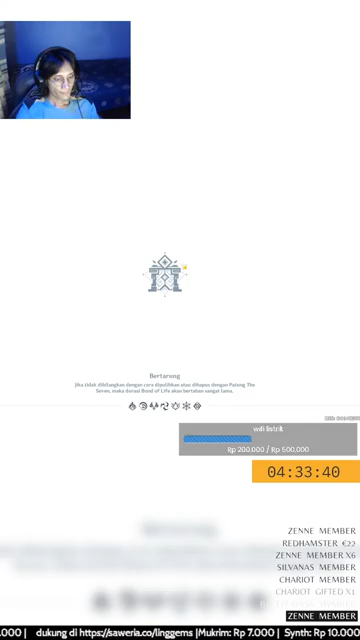 Bertarung
Jika tidak dihilangkan dengan cara dipulihkan atau dihapus dengan Patung The
Seven, maka durasi Bond of Life akan bertahan sangat lama.
wdi listrik
Rp 200,000 / Rp 500,000
04:33:40
ZENNE MEMBER
REDHAMSTER €22
ZENNE MEMBER X6
SILVANAS MEMBER
CHARIOT MEMBER
CHARIOT GIFTED X1
ZENNE MEMBER
.000 | dukung di https://saweria.co/linggems |Mukrim: Rp 7.000 | Synth: Rp 10.000